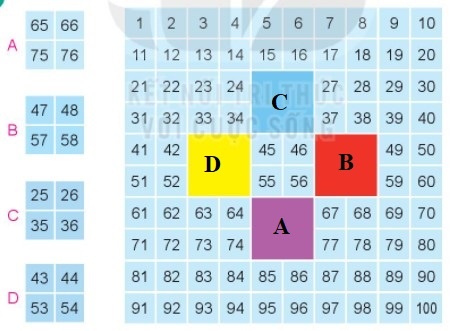 65 66
A
75 76
47 48
B
57 58
25 26
C
35 36
43 44
D
53 54
1 2 3 4 5 6 7 8 9 10
11 12 13 14 15 16 17 18 19 20
21 22 23 24 27 28 29 30
C
31 32 33 34 37 38 39 40
41 42 45 46 49 50
D B
51 52 55 56 59 60
61 62 63 64 67 68 69 70
A
71 72 73 74 77 78 79 80
81 82 83 84 85 86 87 88 89 90
91 92 93 94 95 96 97 98 99 100
KẾT NỐI TRI THỨC
VỚI CUỘC SỐNG